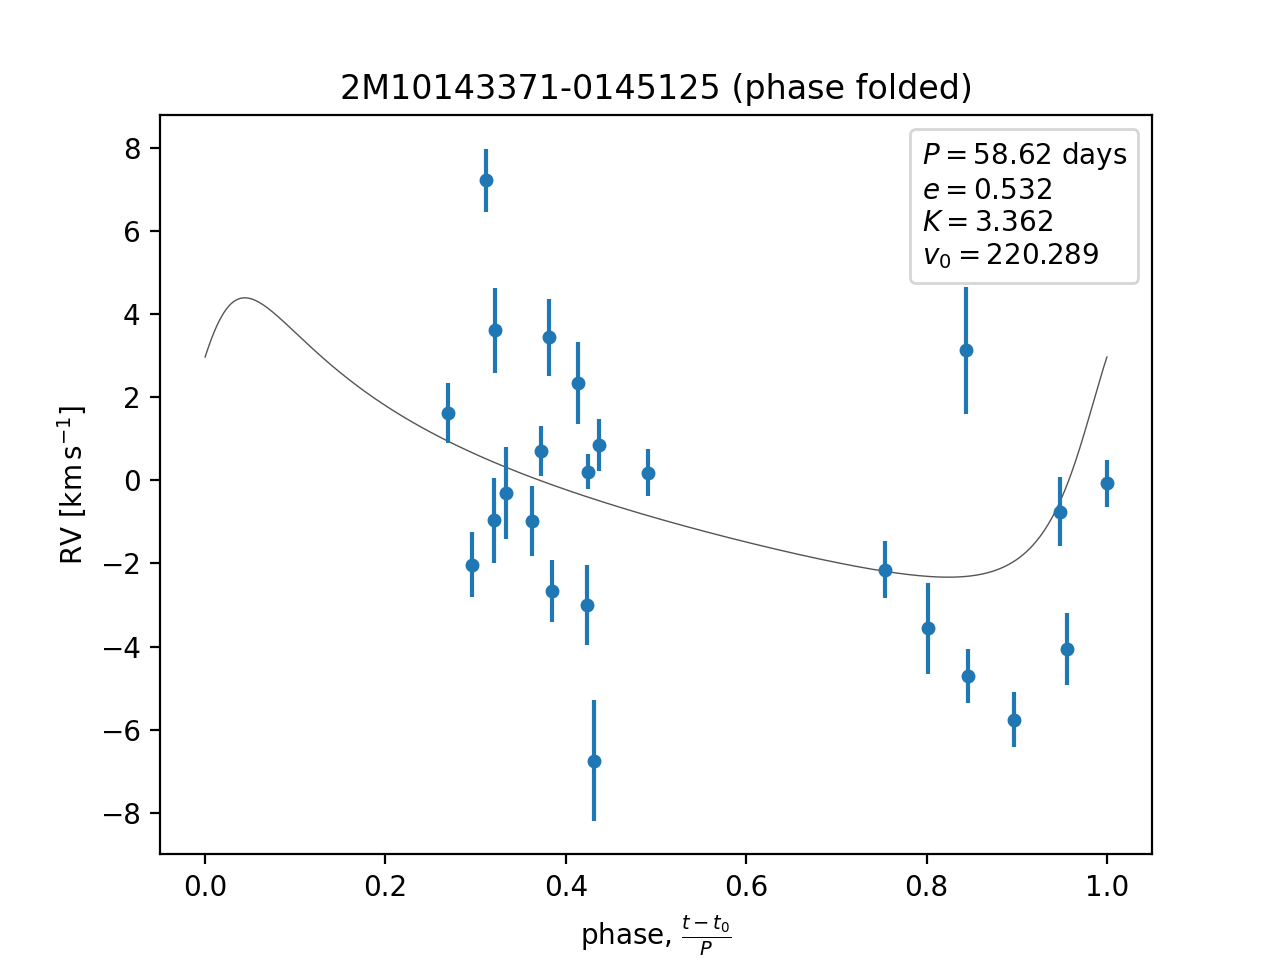 2M10143371-0145125 (phase folded)
P = 58.62 days
e = 0.532
K = 3.362
v₀ = 220.289
RV [km s⁻¹]
8
6
4
2
0
−2
−4
−6
−8
0.0 0.2 0.4 0.6 0.8 1.0
phase, (t − t₀)/P